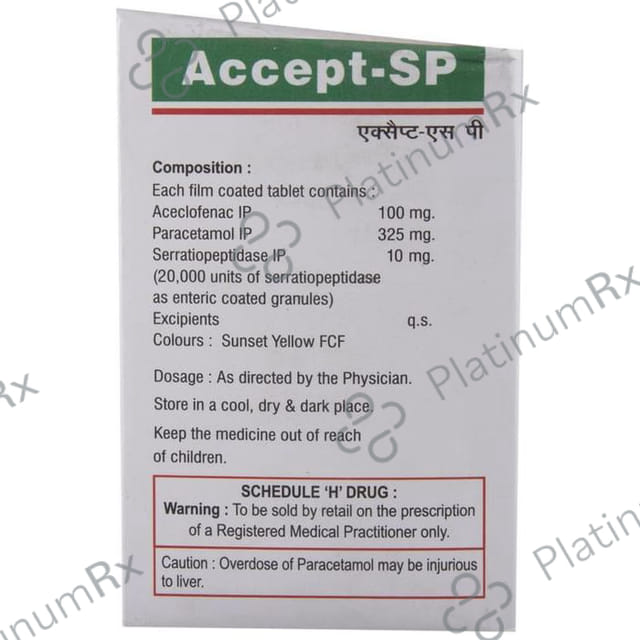 Accept-SP
एक्सैप्ट-एस पी
Composition :
Each film coated tablet contains :
Aceclofenac IP 100 mg.
Paracetamol IP 325 mg.
Serratiopeptidase IP 10 mg.
(20,000 units of serratiopeptidase
as enteric coated granules)
Excipients q.s.
Colours : Sunset Yellow FCF
Dosage : As directed by the Physician.
Store in a cool, dry & dark place.
Keep the medicine out of reach
of children.
SCHEDULE 'H' DRUG :
Warning : To be sold by retail on the prescription
of a Registered Medical Practitioner only.
Caution : Overdose of Paracetamol may be injurious
to liver.
PlatinumRx
PlatinumRx
PlatinumRx
Rx
PlatinumRx